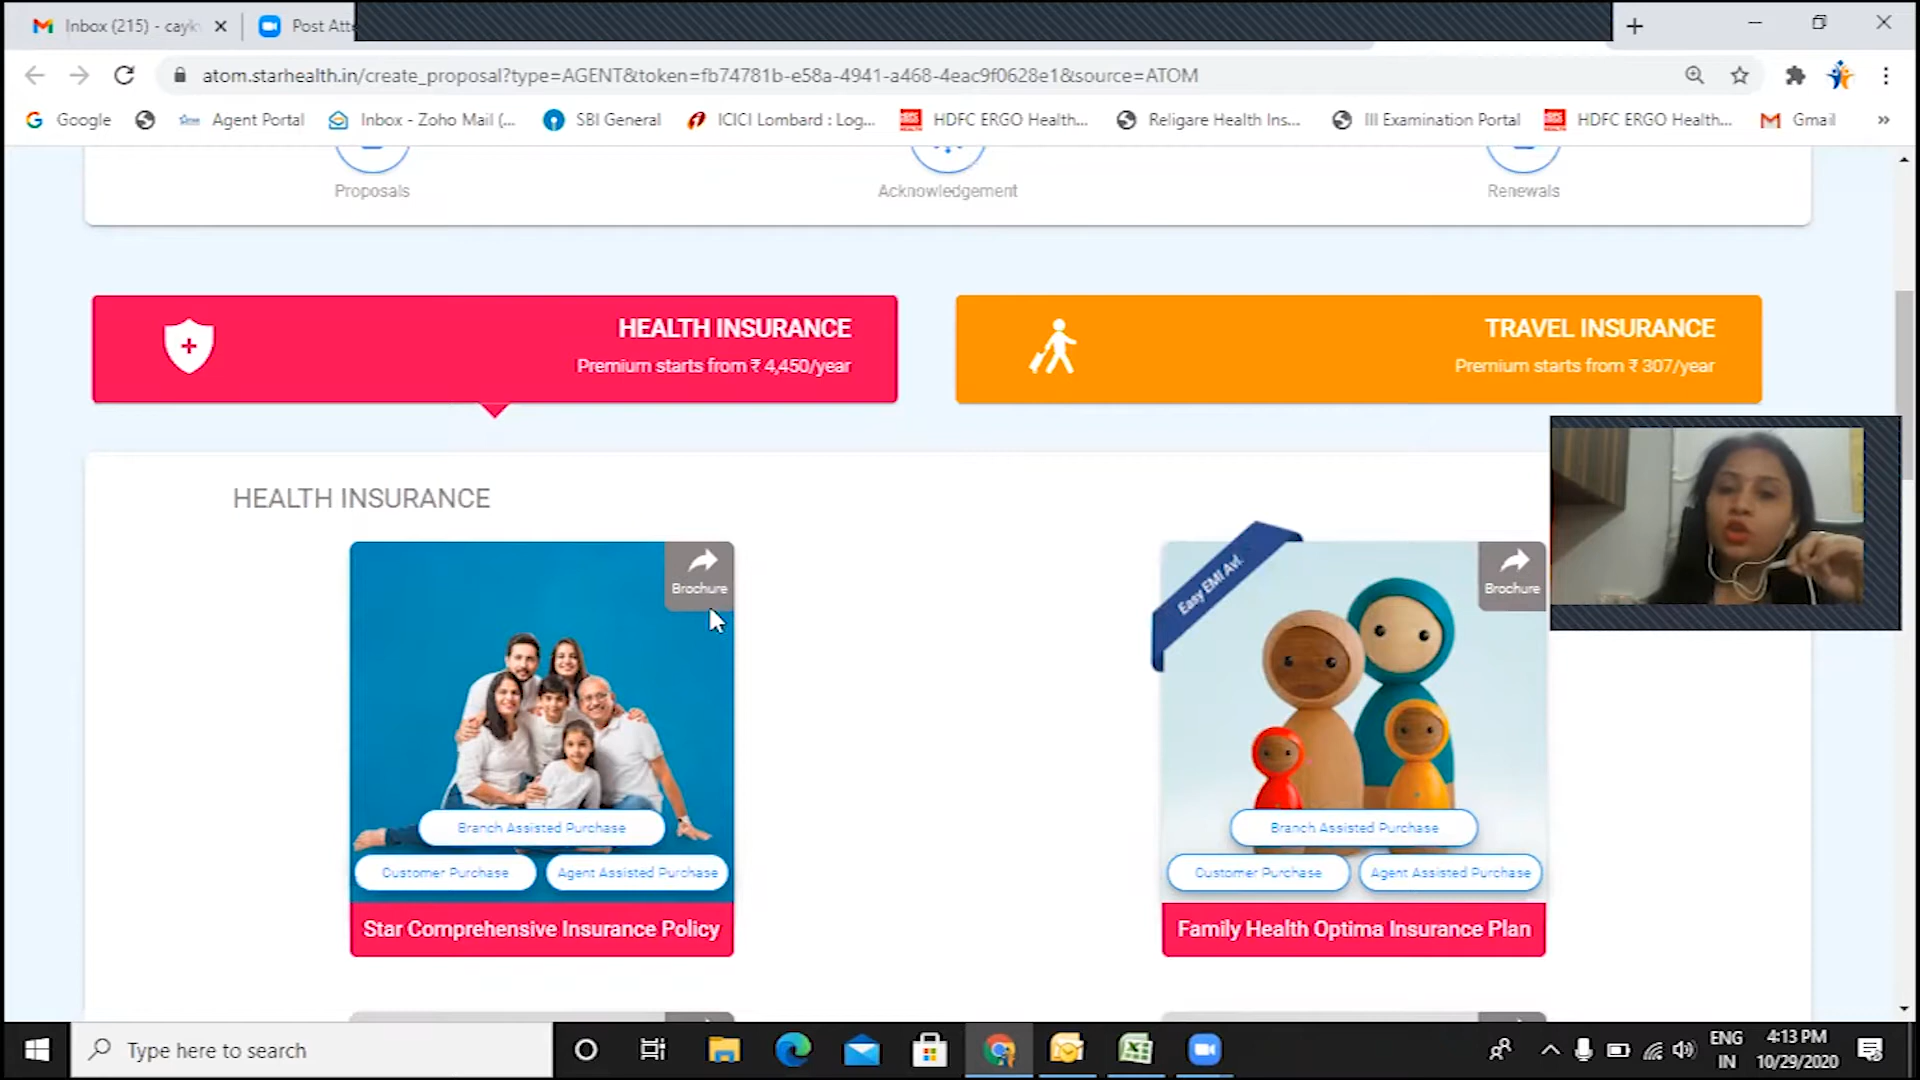 Inbox (215) - cayk
Post Att
atom.starhealth.in/create_proposal?type=AGENT&token=fb74781b-e58a-4941-a468-4eac9f0628e1&source=ATOM
Google
Agent Portal
Inbox - Zoho Mail (...
SBI General
ICICI Lombard : Log...
HDFC ERGO Health...
Religare Health Ins...
III Examination Portal
HDFC ERGO Health...
Gmail
»
Proposals
Acknowledgement
Renewals
HEALTH INSURANCE
Premium starts from ₹ 4,450/year
TRAVEL INSURANCE
Premium starts from ₹ 307/year
HEALTH INSURANCE
Brochure
Branch Assisted Purchase
Customer Purchase
Agent Assisted Purchase
Star Comprehensive Insurance Policy
Easy EMI Avl.
Brochure
Branch Assisted Purchase
Customer Purchase
Agent Assisted Purchase
Family Health Optima Insurance Plan
Type here to search
ENG
IN
4:13 PM
10/29/2020